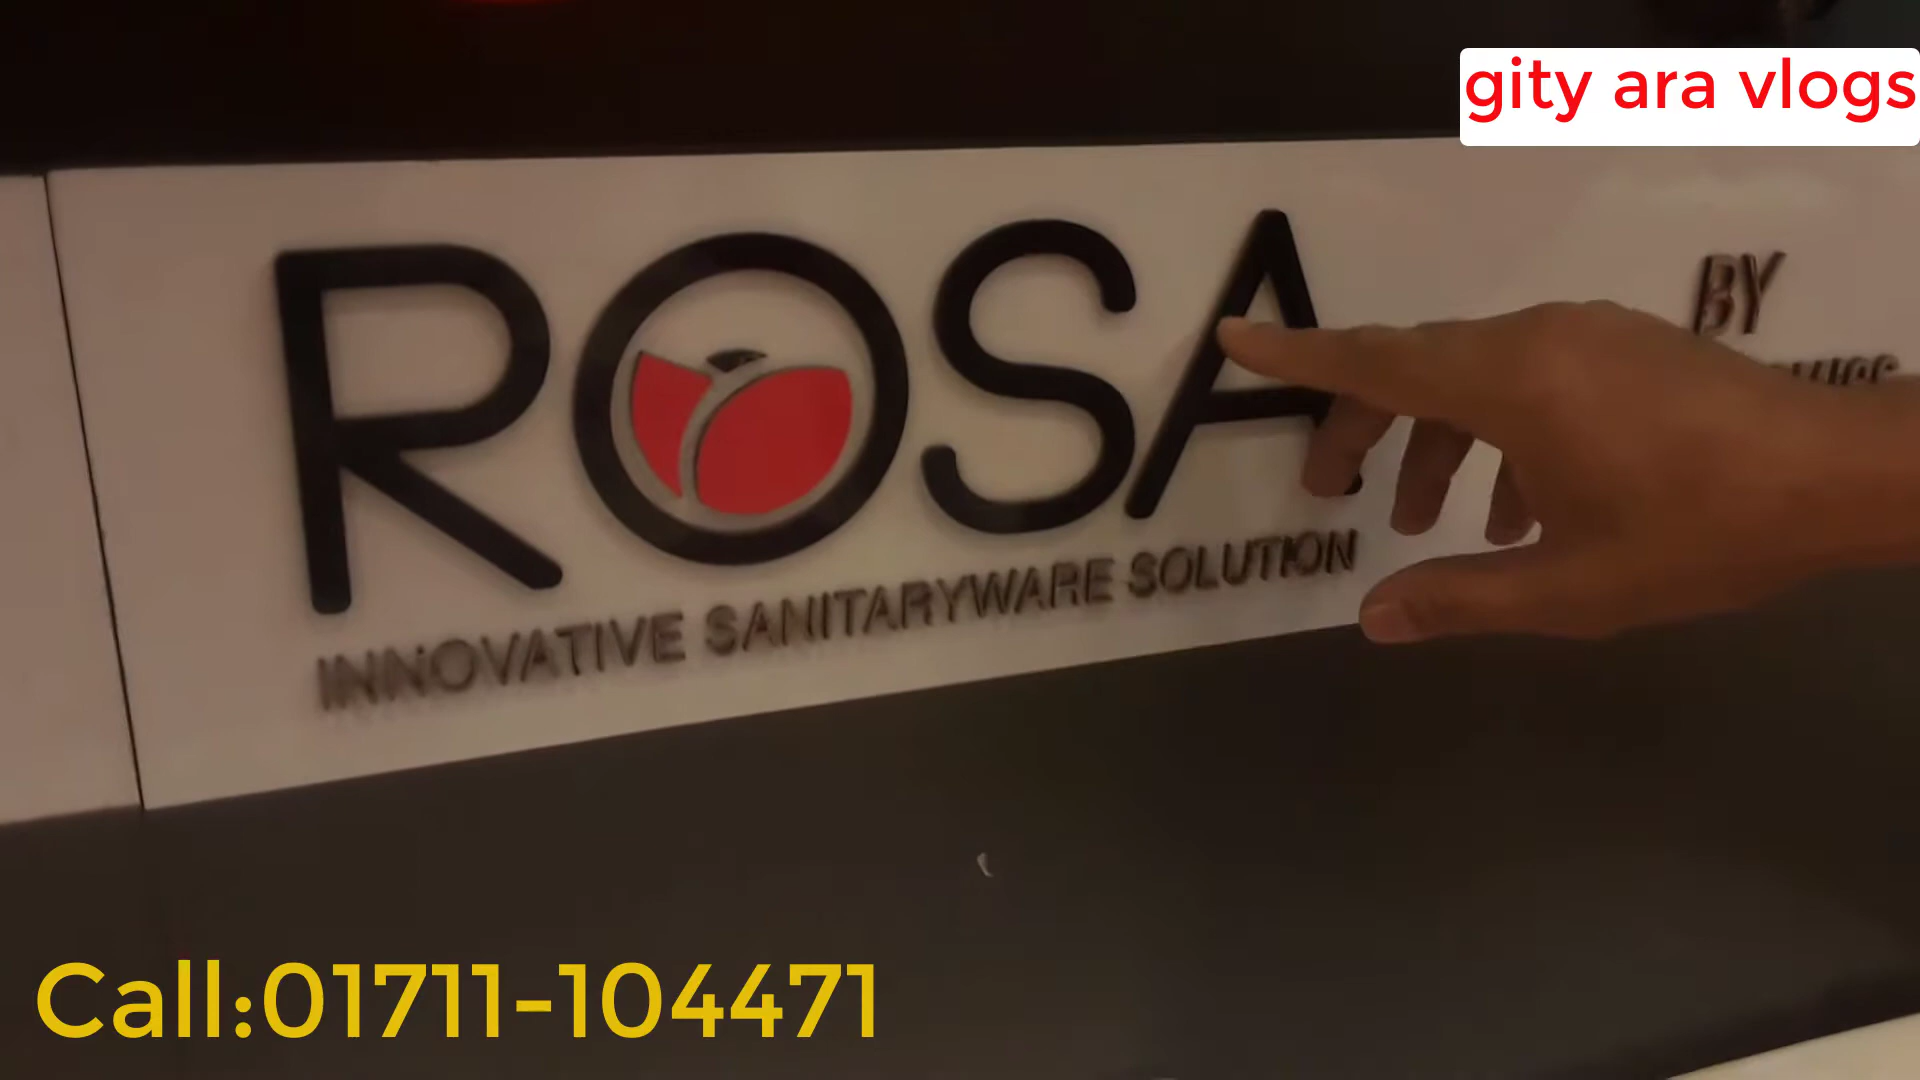 gity ara vlogs
ROSA
BY
INNOVATIVE SANITARYWARE SOLUTION
Call:01711-104471